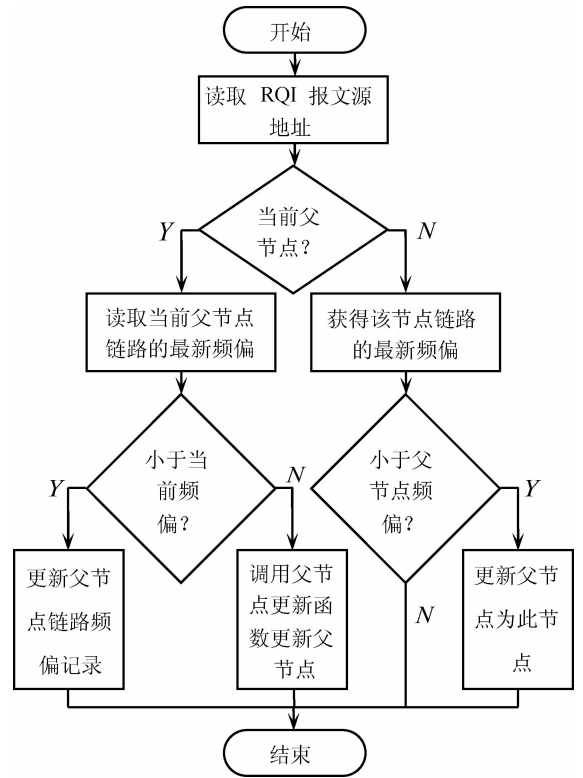 开始
读取 RQI 报文源
地址
当前父
节点?
Y
N
读取当前父节点
链路的最新频偏
获得该节点链路
的最新频偏
小于当
前频
偏?
Y
N
小于父
节点频
偏?
Y
N
更新父节
点链路频
偏记录
调用父节
点更新函
数更新父
节点
更新父节
点为此节
点
结束